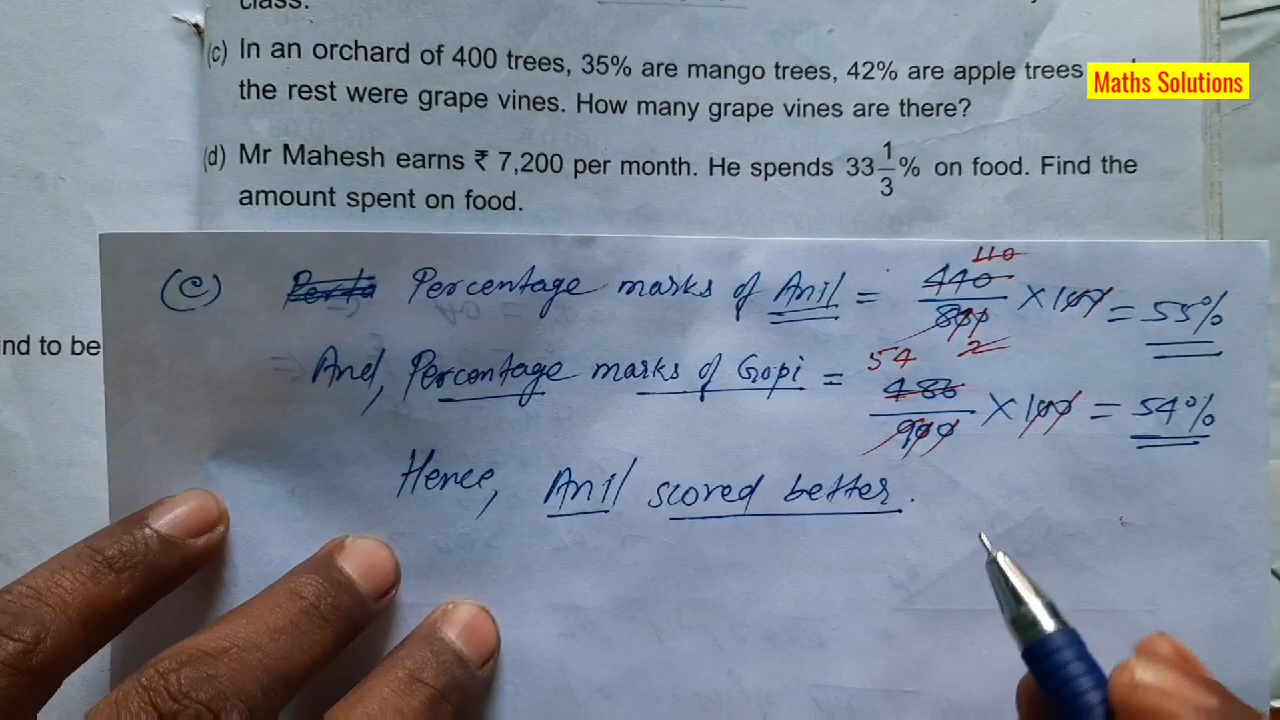 class.
(c) In an orchard of 400 trees, 35% are mango trees, 42% are apple trees
the rest were grape vines. How many grape vines are there?
Maths Solutions
(d) Mr Mahesh earns ₹ 7,200 per month. He spends 33 1/3 % on food. Find the
amount spent on food.
nd to be
(e) Percentage marks of Anil = 440/800 × 100 = 55%
110
2
And, Percentage marks of Gopi = 486/900 × 100 = 54%
54
Hence, Anil scored better.